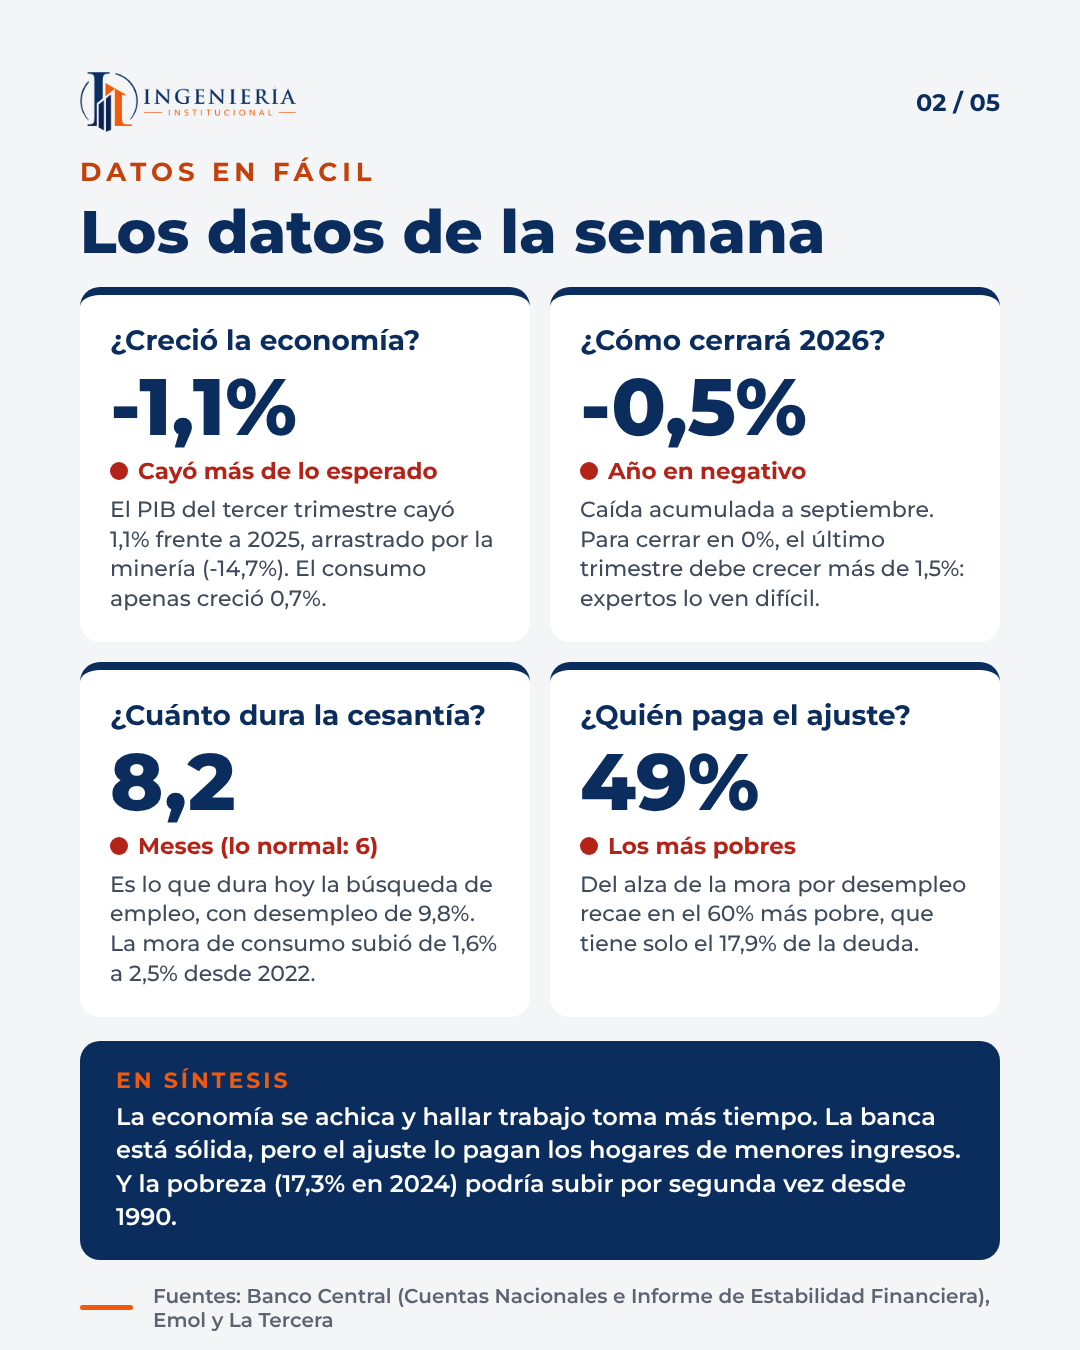 INGENIERIA
INSTITUCIONAL
02 / 05
DATOS EN FÁCIL
Los datos de la semana
¿Creció la economía?
-1,1%
Cayó más de lo esperado
El PIB del tercer trimestre cayó
1,1% frente a 2025, arrastrado por la
minería (-14,7%). El consumo
apenas creció 0,7%.
¿Cómo cerrará 2026?
-0,5%
Año en negativo
Caída acumulada a septiembre.
Para cerrar en 0%, el último
trimestre debe crecer más de 1,5%:
expertos lo ven difícil.
¿Cuánto dura la cesantía?
8,2
Meses (lo normal: 6)
Es lo que dura hoy la búsqueda de
empleo, con desempleo de 9,8%.
La mora de consumo subió de 1,6%
a 2,5% desde 2022.
¿Quién paga el ajuste?
49%
Los más pobres
Del alza de la mora por desempleo
recae en el 60% más pobre, que
tiene solo el 17,9% de la deuda.
EN SÍNTESIS
La economía se achica y hallar trabajo toma más tiempo. La banca
está sólida, pero el ajuste lo pagan los hogares de menores ingresos.
Y la pobreza (17,3% en 2024) podría subir por segunda vez desde
1990.
Fuentes: Banco Central (Cuentas Nacionales e Informe de Estabilidad Financiera),
Emol y La Tercera